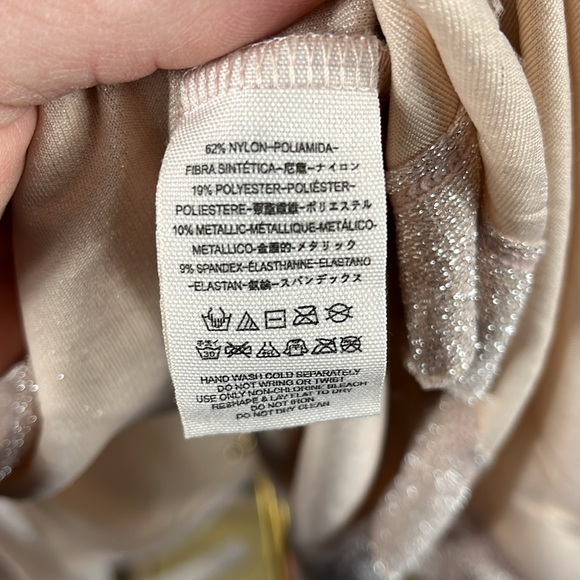 62% NYLON-POLIAMIDA-
FIBRA SINTÉTICA-尼龍-ナイロン
19% POLYESTER-POLIÉSTER-
POLIESTERE-聚酯纖維-ポリエステル
10% METALLIC-MÉTALLIQUE-METÁLICO-
METALLICO-金屬的-メタリック
9% SPANDEX-ÉLASTHANNE-ELASTANO
-ELASTAN-氨綸-スパンデックス
30
HAND WASH COLD SEPARATELY
DO NOT WRING OR TWIST
USE ONLY NON-CHLORINE BLEACH
RESHAPE & LAY FLAT TO DRY
DO NOT IRON
DO NOT DRY CLEAN